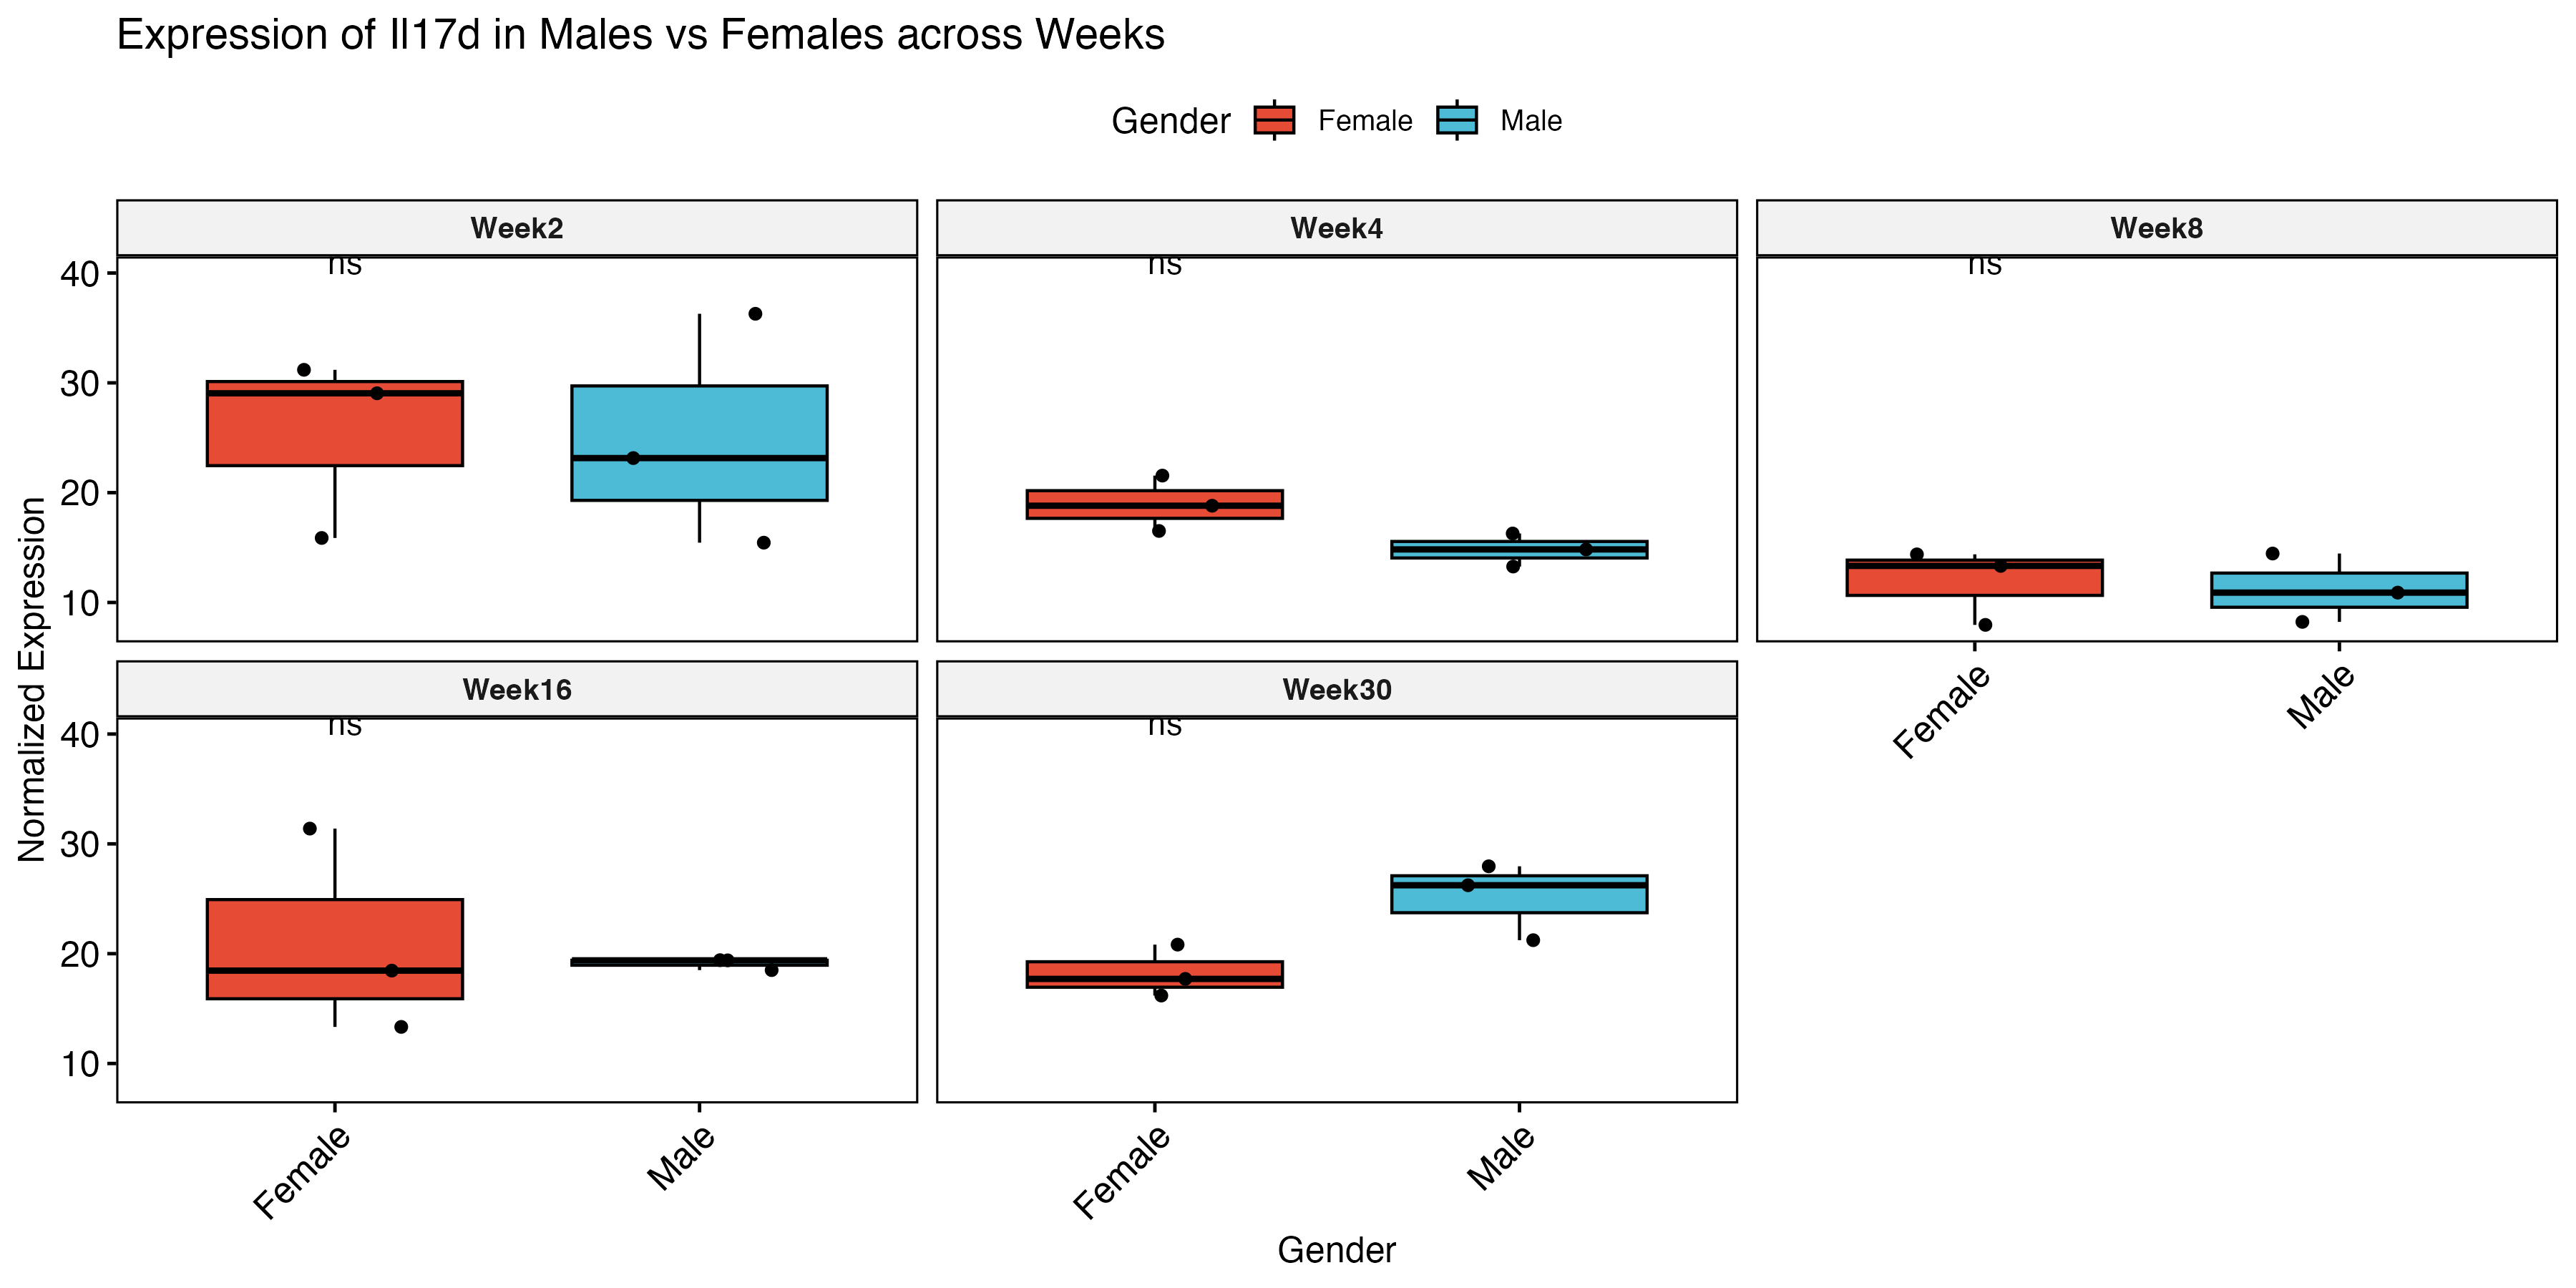 Expression of Il17d in Males vs Females across Weeks
Gender Female Male
Week2 Week4 Week8
ns ns ns
40
30
20
10
Normalized Expression
Female Male
Week16 Week30
ns ns
40
30
20
10
Female Male Female Male
Gender